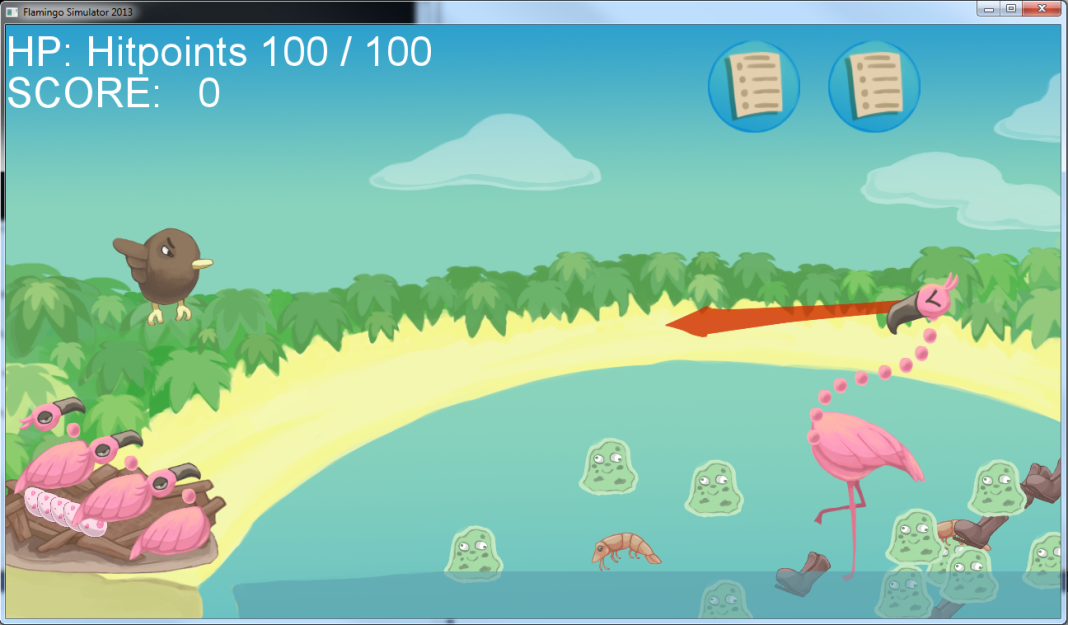 Flamingo Simulator 2013
HP: Hitpoints 100 / 100
SCORE: 0